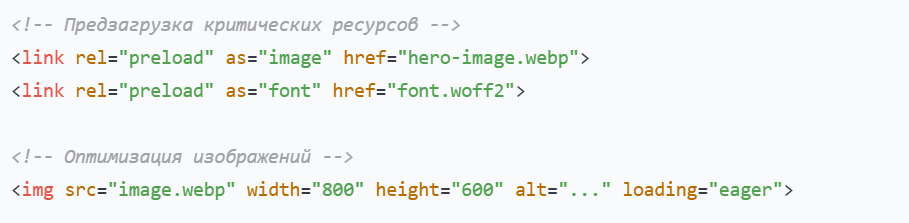 <!-- Предзагрузка критических ресурсов -->
<link rel="preload" as="image" href="hero-image.webp">
<link rel="preload" as="font" href="font.woff2">
<!-- Оптимизация изображений -->
<img src="image.webp" width="800" height="600" alt="..." loading="eager">